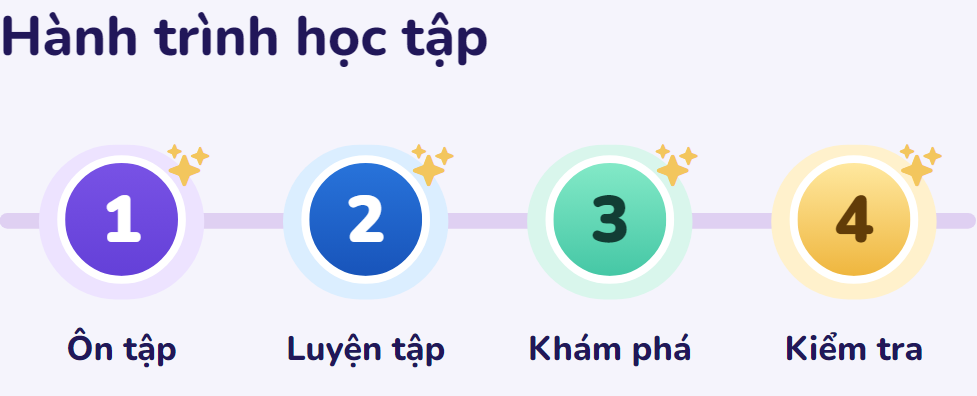 Hành trình học tập
1
2
3
4
Ôn tập
Luyện tập
Khám phá
Kiểm tra